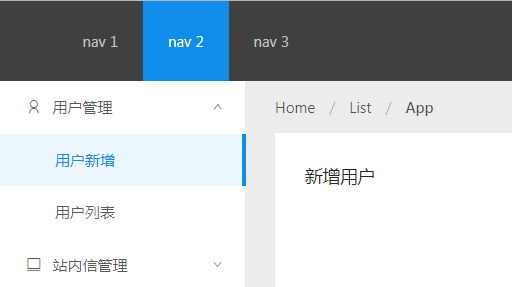 nav 1 nav 2 nav 3
用户管理
用户新增
用户列表
站内信管理
Home / List / App
新增用户